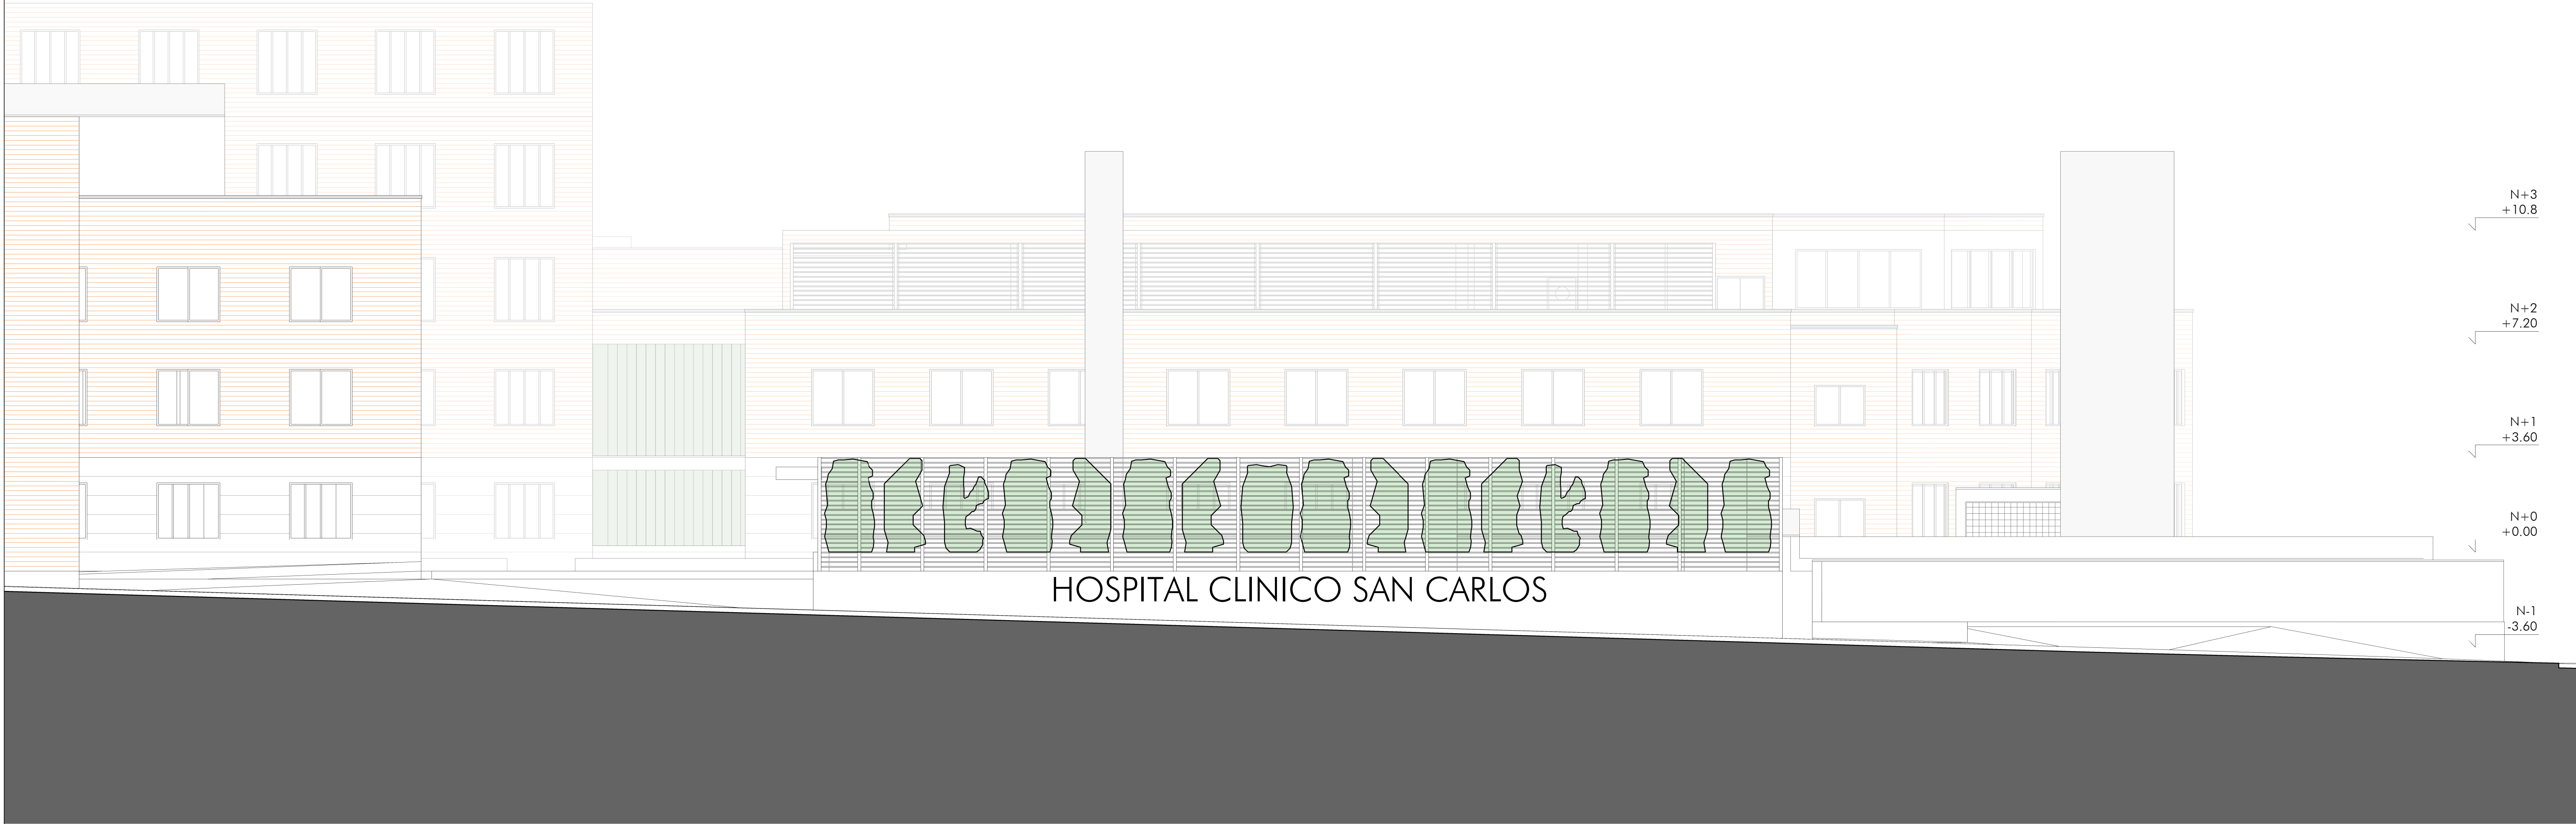 N+3
+10.8
N+2
+7.20
N+1
+3.60
N+0
+0.00
HOSPITAL CLINICO SAN CARLOS
N-1
-3.60